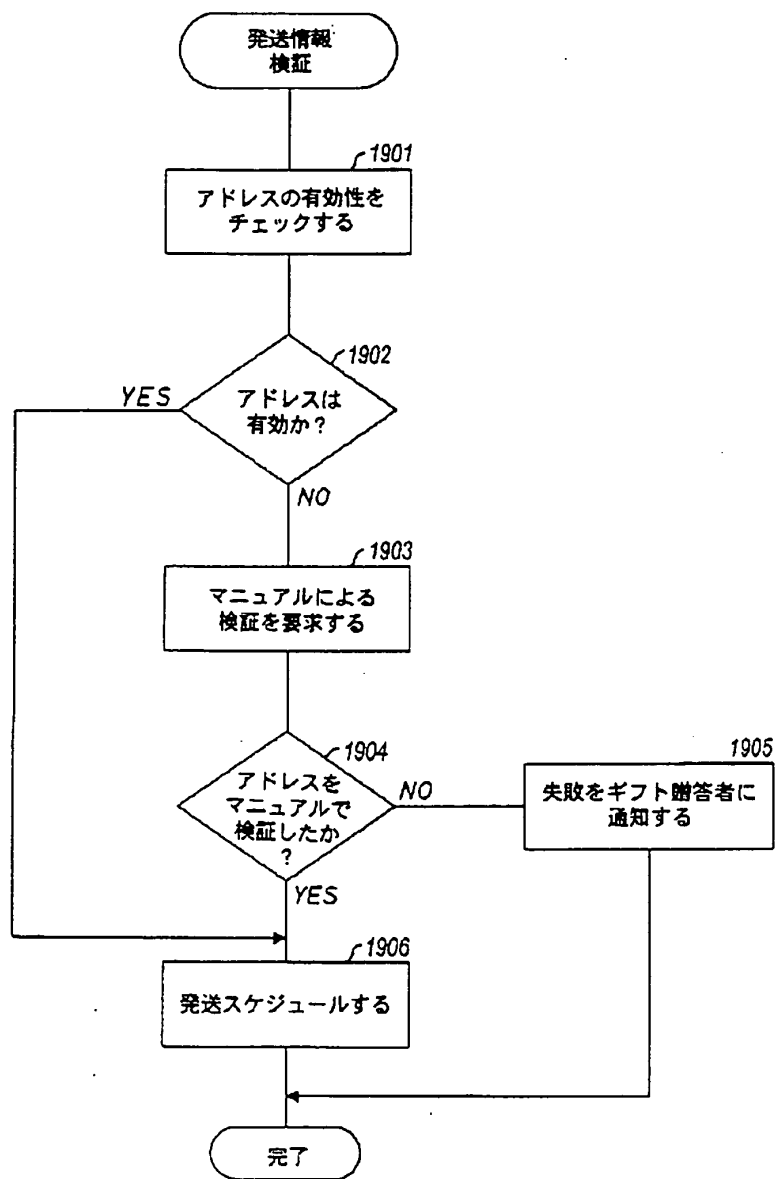 発送情報
検証
1901
アドレスの有効性を
チェックする
1902
YES
アドレスは
有効か？
NO
1903
マニュアルによる
検証を要求する
1904
アドレスを
マニュアルで
検証したか
？
NO
1905
失敗をギフト贈答者に
通知する
YES
1906
発送スケジュールする
完了